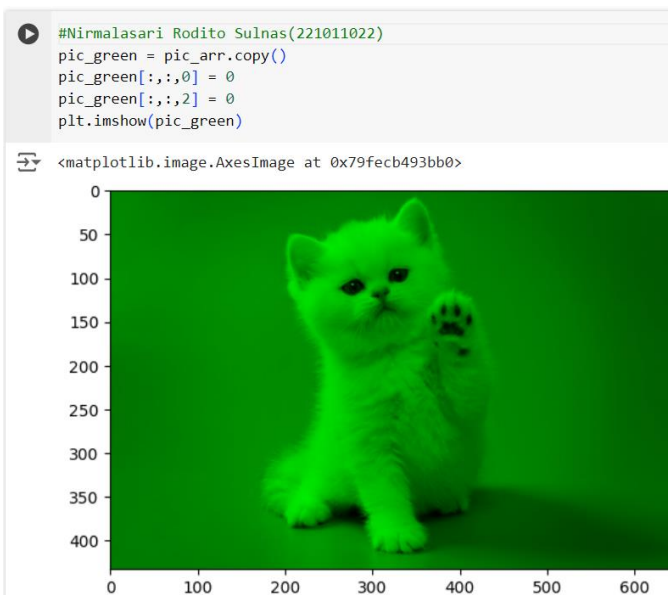 #Nirmalasari Rodito Sulnas(221011022)
pic_green = pic_arr.copy()
pic_green[:,:,0] = 0
pic_green[:,:,2] = 0
plt.imshow(pic_green)
<matplotlib.image.AxesImage at 0x79fecb493bb0>
0
50
100
150
200
250
300
350
400
0 100 200 300 400 500 600